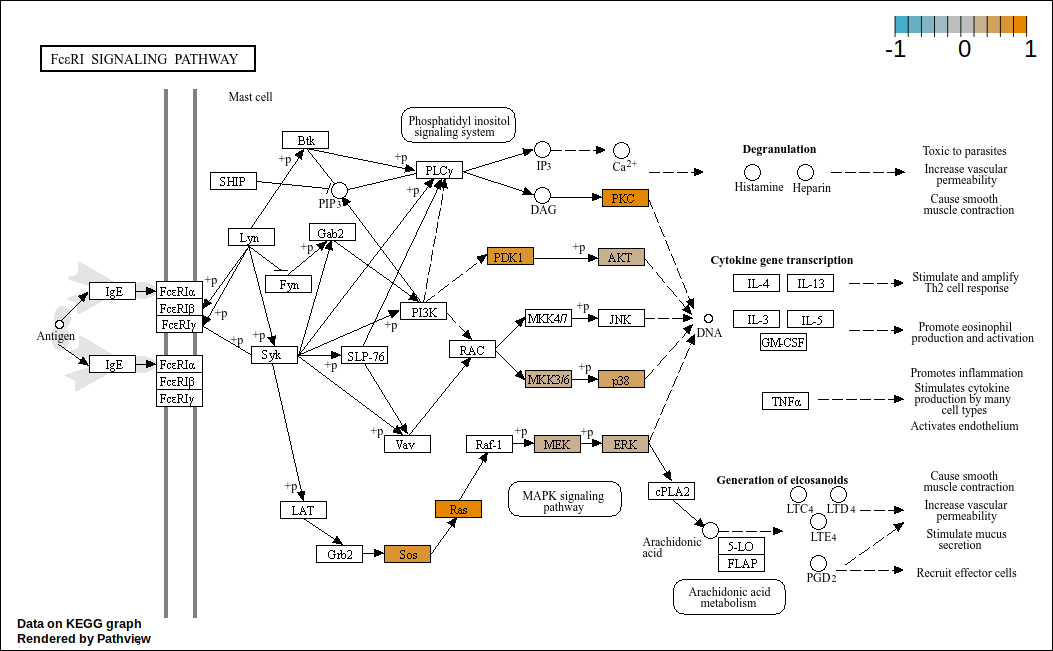 -1 0 1
FcεRI SIGNALING PATHWAY
Mast cell
Phosphatidyl inositol
signaling system
Btk
+p
+p
PLCγ
+p
IP3
Ca2+
SHIP
PIP3
DAG
PKC
Degranulation
Histamine
Heparin
Toxic to parasites
Increase vascular
permeability
Cause smooth
muscle contraction
Lyn
Gab2
+p
Fyn
PDK1
+p
AKT
Cytokine gene transcription
IL-4
IL-13
Stimulate and amplify
Th2 cell response
IgE
FcεRIα
FcεRIβ
FcεRIγ
+p
+p
+p
+p
Antigen
PI3K
+p
MKK4/7
+p
JNK
DNA
IL-3
IL-5
GM-CSF
Promote eosinophil
production and activation
Syk
+p
SLP-76
RAC
IgE
FcεRIα
FcεRIβ
FcεRIγ
MKK3/6
+p
p38
TNFα
Promotes inflammation
Stimulates cytokine
production by many
cell types
Activates endothelium
+p
Vav
Raf-1
+p
MEK
+p
ERK
cPLA2
Generation of eicosanoids
LTC4
LTD4
LTE4
PGD2
Cause smooth
muscle contraction
Increase vascular
permeability
Stimulate mucus
secretion
Recruit effector cells
+p
LAT
Ras
MAPK signaling
pathway
Grb2
Sos
Arachidonic
acid
5-LO
FLAP
Arachidonic acid
metabolism
Data on KEGG graph
Rendered by Pathview